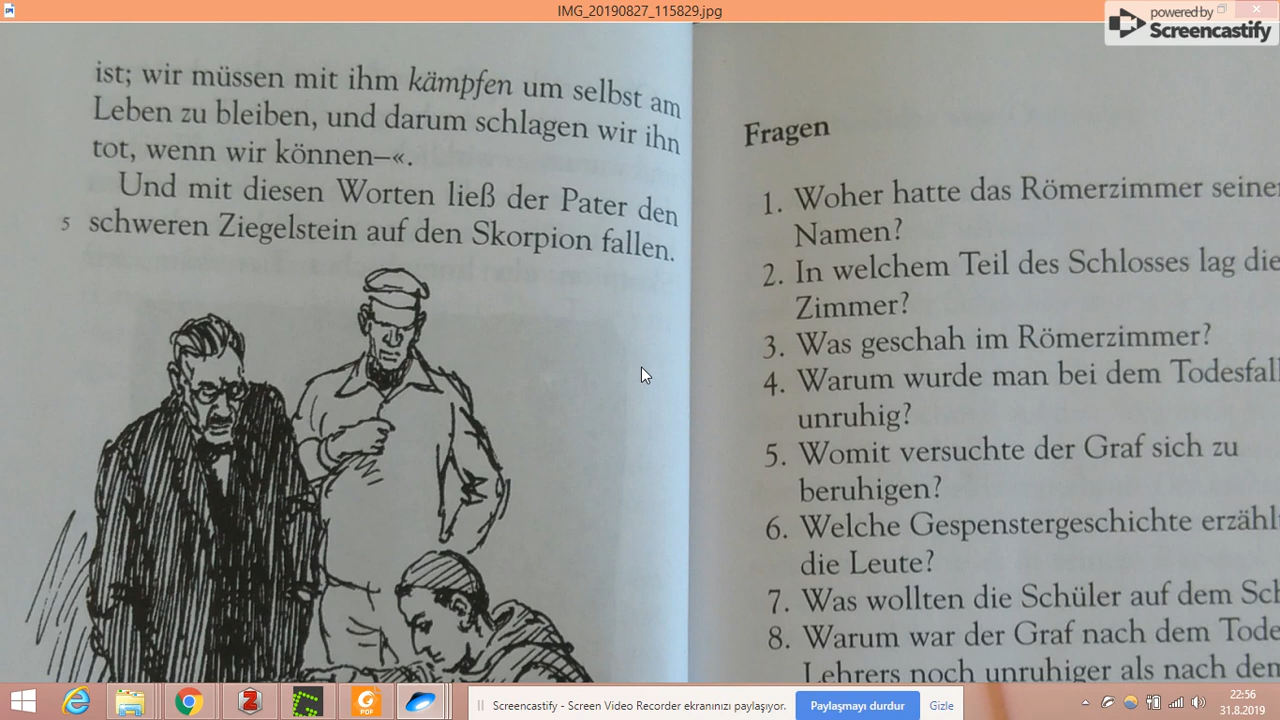 IMG_20190827_115829.jpg
powered by
Screencastify
ist; wir müssen mit ihm kämpfen um selbst am
Leben zu bleiben, und darum schlagen wir ihn
tot, wenn wir können–«.
Und mit diesen Worten ließ der Pater den
5 schweren Ziegelstein auf den Skorpion fallen.
Fragen
1. Woher hatte das Römerzimmer seine
Namen?
2. In welchem Teil des Schlosses lag die
Zimmer?
3. Was geschah im Römerzimmer?
4. Warum wurde man bei dem Todesfall
unruhig?
5. Womit versuchte der Graf sich zu
beruhigen?
6. Welche Gespenstergeschichte erzähl
die Leute?
7. Was wollten die Schüler auf dem Sch
8. Warum war der Graf nach dem Tode
Lehrers noch unruhiger als nach dem
Screencastify - Screen Video Recorder ekranınızı paylaşıyor.
Paylaşmayı durdur
Gizle
PDF
22:56
31.8.2019